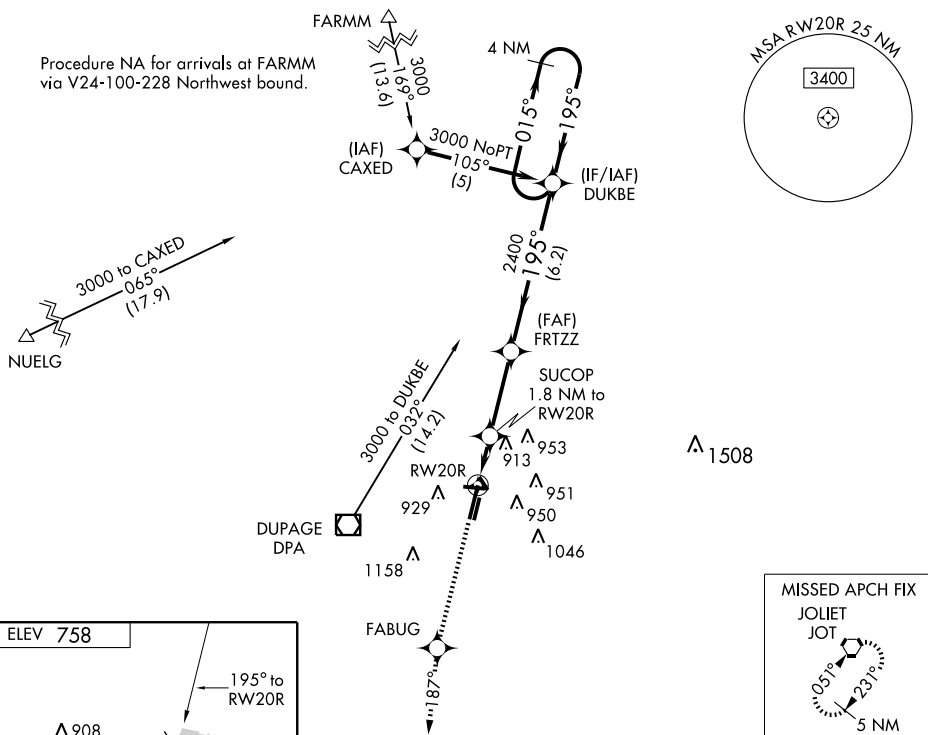 FARMM
Procedure NA for arrivals at FARMM
via V24-100-228 Northwest bound.
3000
169°
(13.6)
4 NM
015°
195°
MSA RW20R 25 NM
3400
(IAF)
CAXED
3000 NoPT
105°
(5)
(IF/IAF)
DUKBE
2400
195°
(6.2)
3000 to CAXED
065°
(17.9)
NUELG
(FAF)
FRTZZ
3000 to DUKBE
032°
(14.2)
SUCOP
1.8 NM to
RW20R
913
953
1508
RW20R
929
951
950
1046
DUPAGE
DPA
1158
FABUG
187°
MISSED APCH FIX
JOLIET
JOT
051°
231°
5 NM
ELEV 758
195° to
RW20R
908